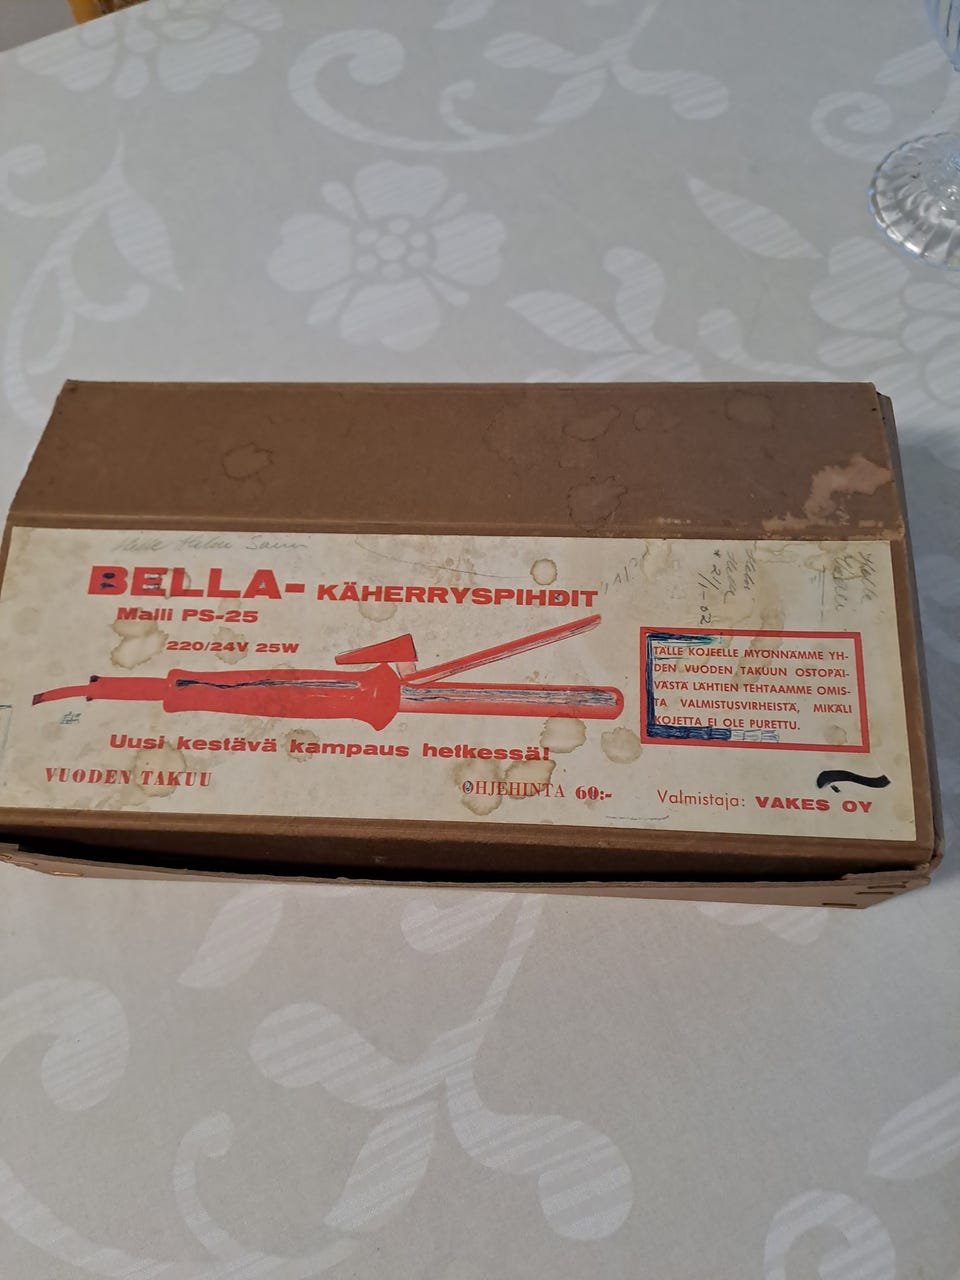 BELLA- KÄHERRYSPIHDIT
Malli PS-25
220/24V 25W
TÄLLE KOJEELLE MYÖNNÄMME YH-
DEN VUODEN TAKUUN OSTOPÄI-
VÄSTÄ LÄHTIEN TEHTAAMME OMIS-
TA VALMISTUSVIRHEISTÄ, MIKÄLI
KOJETTA EI OLE PURETTU.
Uusi kestävä kampaus hetkessä!
VUODEN TAKUU
OHJEHINTA 60:-
Valmistaja: VAKES OY